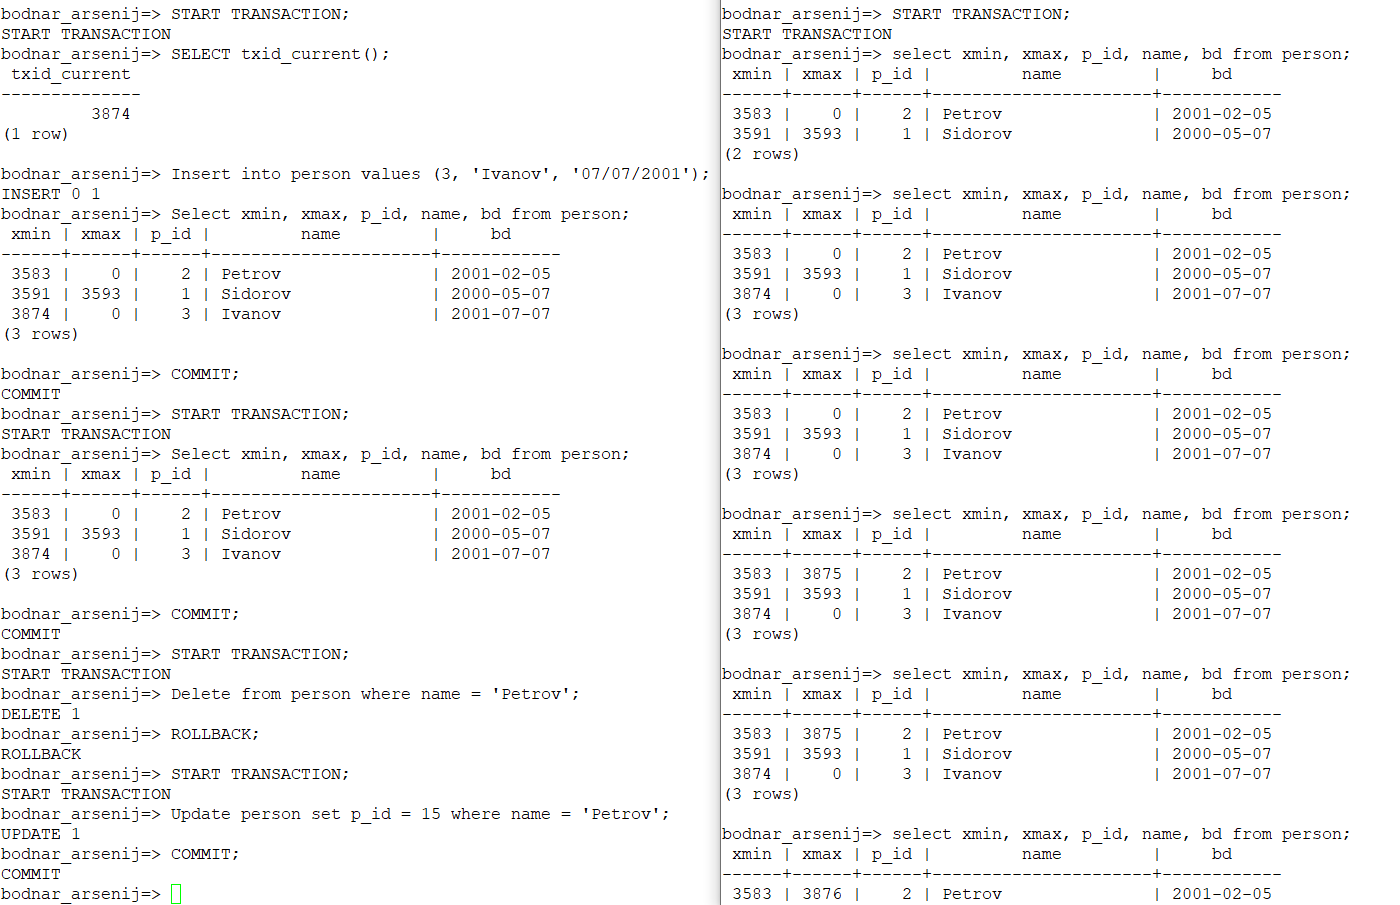 bodnar_arsenij=> START TRANSACTION;
START TRANSACTION
bodnar_arsenij=> SELECT txid_current();
 txid_current
--------------
         3874
(1 row)

bodnar_arsenij=> Insert into person values (3, 'Ivanov', '07/07/2001');
INSERT 0 1
bodnar_arsenij=> Select xmin, xmax, p_id, name, bd from person;
 xmin | xmax | p_id |         name         |     bd
------+------+------+----------------------+------------
 3583 |    0 |    2 | Petrov               | 2001-02-05
 3591 | 3593 |    1 | Sidorov              | 2000-05-07
 3874 |    0 |    3 | Ivanov               | 2001-07-07
(3 rows)

bodnar_arsenij=> COMMIT;
COMMIT
bodnar_arsenij=> START TRANSACTION;
START TRANSACTION
bodnar_arsenij=> Select xmin, xmax, p_id, name, bd from person;
 xmin | xmax | p_id |         name         |     bd
------+------+------+----------------------+------------
 3583 |    0 |    2 | Petrov               | 2001-02-05
 3591 | 3593 |    1 | Sidorov              | 2000-05-07
 3874 |    0 |    3 | Ivanov               | 2001-07-07
(3 rows)

bodnar_arsenij=> COMMIT;
COMMIT
bodnar_arsenij=> START TRANSACTION;
START TRANSACTION
bodnar_arsenij=> Delete from person where name = 'Petrov';
DELETE 1
bodnar_arsenij=> ROLLBACK;
ROLLBACK
bodnar_arsenij=> START TRANSACTION;
START TRANSACTION
bodnar_arsenij=> Update person set p_id = 15 where name = 'Petrov';
UPDATE 1
bodnar_arsenij=> COMMIT;
COMMIT
bodnar_arsenij=>
bodnar_arsenij=> START TRANSACTION;
START TRANSACTION
bodnar_arsenij=> select xmin, xmax, p_id, name, bd from person;
 xmin | xmax | p_id |         name         |     bd
------+------+------+----------------------+------------
 3583 |    0 |    2 | Petrov               | 2001-02-05
 3591 | 3593 |    1 | Sidorov              | 2000-05-07
(2 rows)

bodnar_arsenij=> select xmin, xmax, p_id, name, bd from person;
 xmin | xmax | p_id |         name         |     bd
------+------+------+----------------------+------------
 3583 |    0 |    2 | Petrov               | 2001-02-05
 3591 | 3593 |    1 | Sidorov              | 2000-05-07
 3874 |    0 |    3 | Ivanov               | 2001-07-07
(3 rows)

bodnar_arsenij=> select xmin, xmax, p_id, name, bd from person;
 xmin | xmax | p_id |         name         |     bd
------+------+------+----------------------+------------
 3583 |    0 |    2 | Petrov               | 2001-02-05
 3591 | 3593 |    1 | Sidorov              | 2000-05-07
 3874 |    0 |    3 | Ivanov               | 2001-07-07
(3 rows)

bodnar_arsenij=> select xmin, xmax, p_id, name, bd from person;
 xmin | xmax | p_id |         name         |     bd
------+------+------+----------------------+------------
 3583 | 3875 |    2 | Petrov               | 2001-02-05
 3591 | 3593 |    1 | Sidorov              | 2000-05-07
 3874 |    0 |    3 | Ivanov               | 2001-07-07
(3 rows)

bodnar_arsenij=> select xmin, xmax, p_id, name, bd from person;
 xmin | xmax | p_id |         name         |     bd
------+------+------+----------------------+------------
 3583 | 3875 |    2 | Petrov               | 2001-02-05
 3591 | 3593 |    1 | Sidorov              | 2000-05-07
 3874 |    0 |    3 | Ivanov               | 2001-07-07
(3 rows)

bodnar_arsenij=> select xmin, xmax, p_id, name, bd from person;
 xmin | xmax | p_id |         name         |     bd
------+------+------+----------------------+------------
 3583 | 3876 |    2 | Petrov               | 2001-02-05